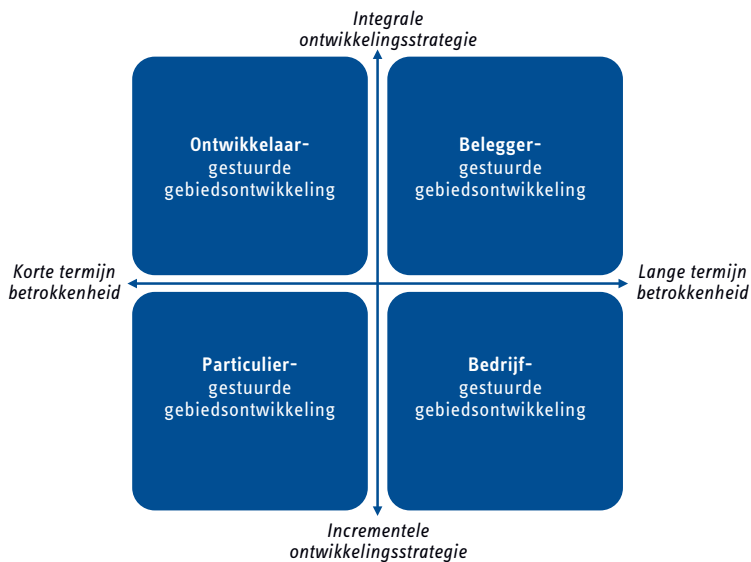 Integrale
ontwikkelingsstrategie
Ontwikkelaar-
gestuurde
gebiedsontwikkeling
Belegger-
gestuurde
gebiedsontwikkeling
Korte termijn
betrokkenheid
Lange termijn
betrokkenheid
Particulier-
gestuurde
gebiedsontwikkeling
Bedrijf-
gestuurde
gebiedsontwikkeling
Incrementele
ontwikkelingsstrategie